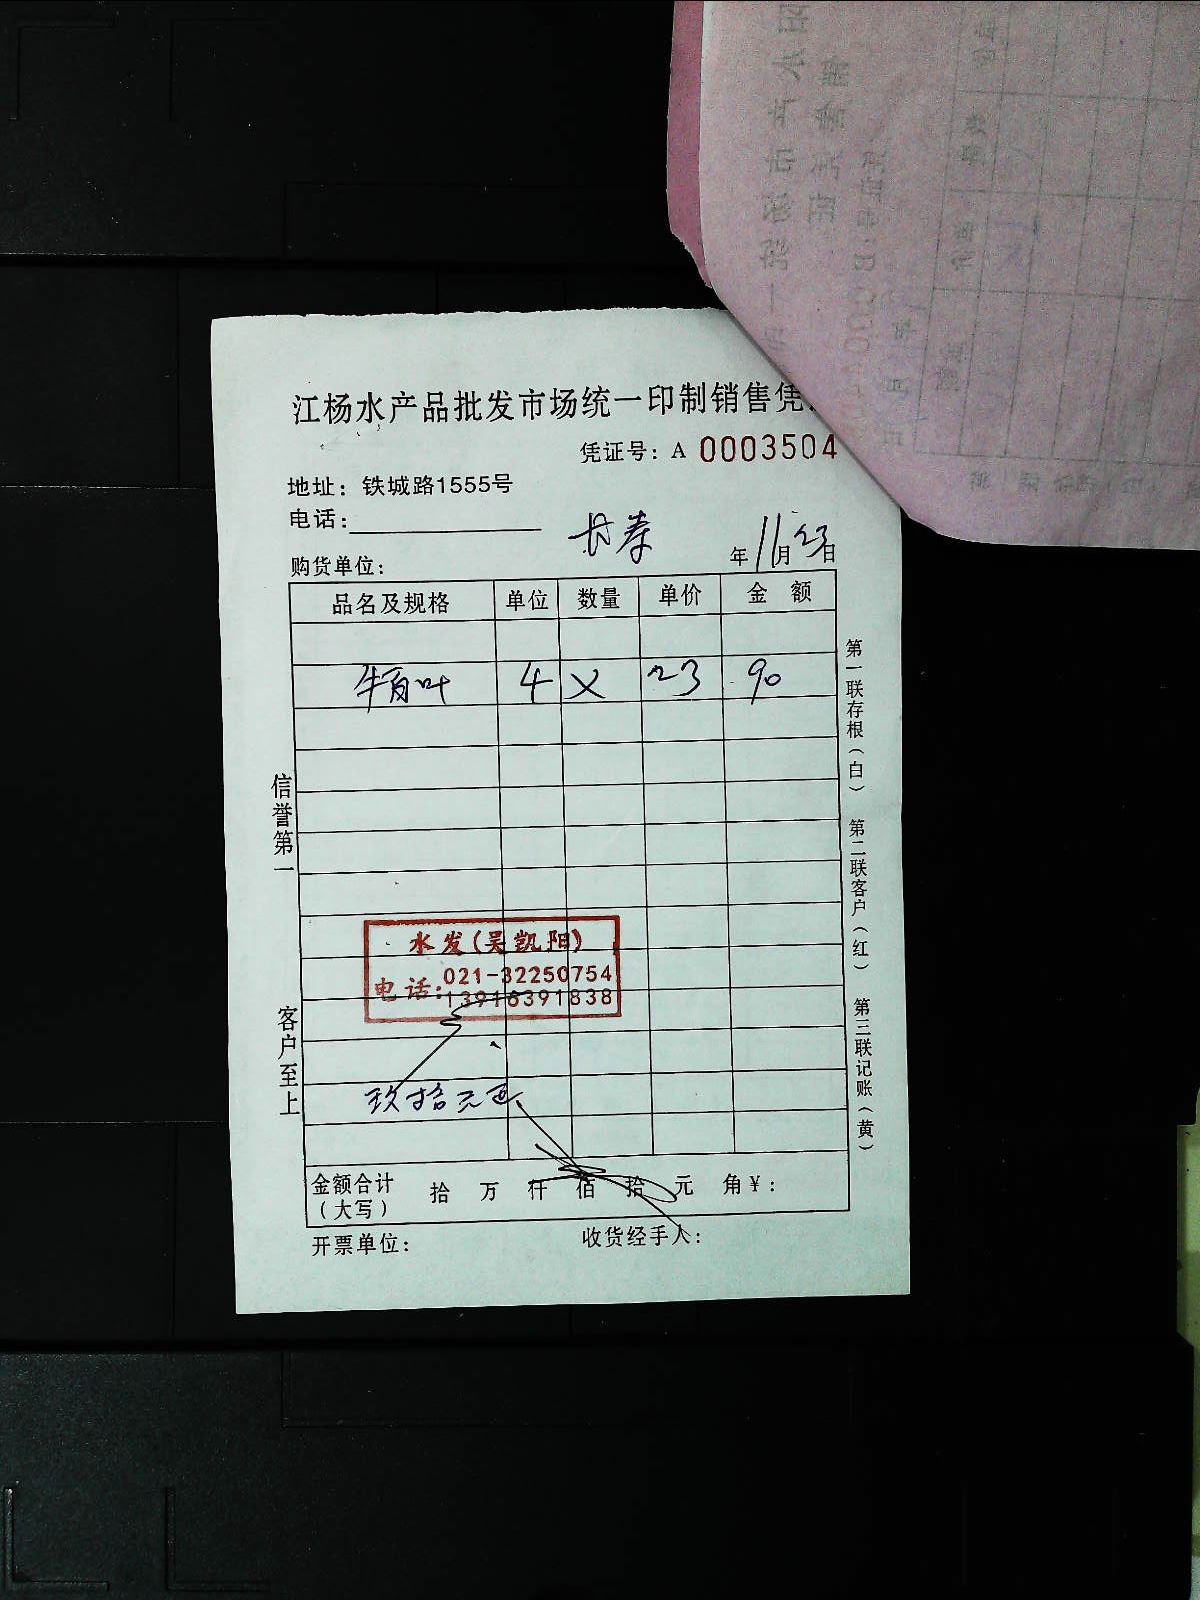 江杨水产品批发市场统一印制销售凭
凭证号：A 0003504
地址：铁城路1555号
电话：
长寿
年11月23日
购货单位：
品名及规格 单位 数量 单价 金 额
牛百叶 4 × 23 90
信誉第一
客户至上
水发(吴凯阳)
电话：021-32250754
13916391838
玖拾元正
金额合计（大写） 拾 万 仟 佰 拾 元 角￥：
开票单位： 收货经手人：
第一联存根（白） 第二联客户（红） 第三联记账（黄）